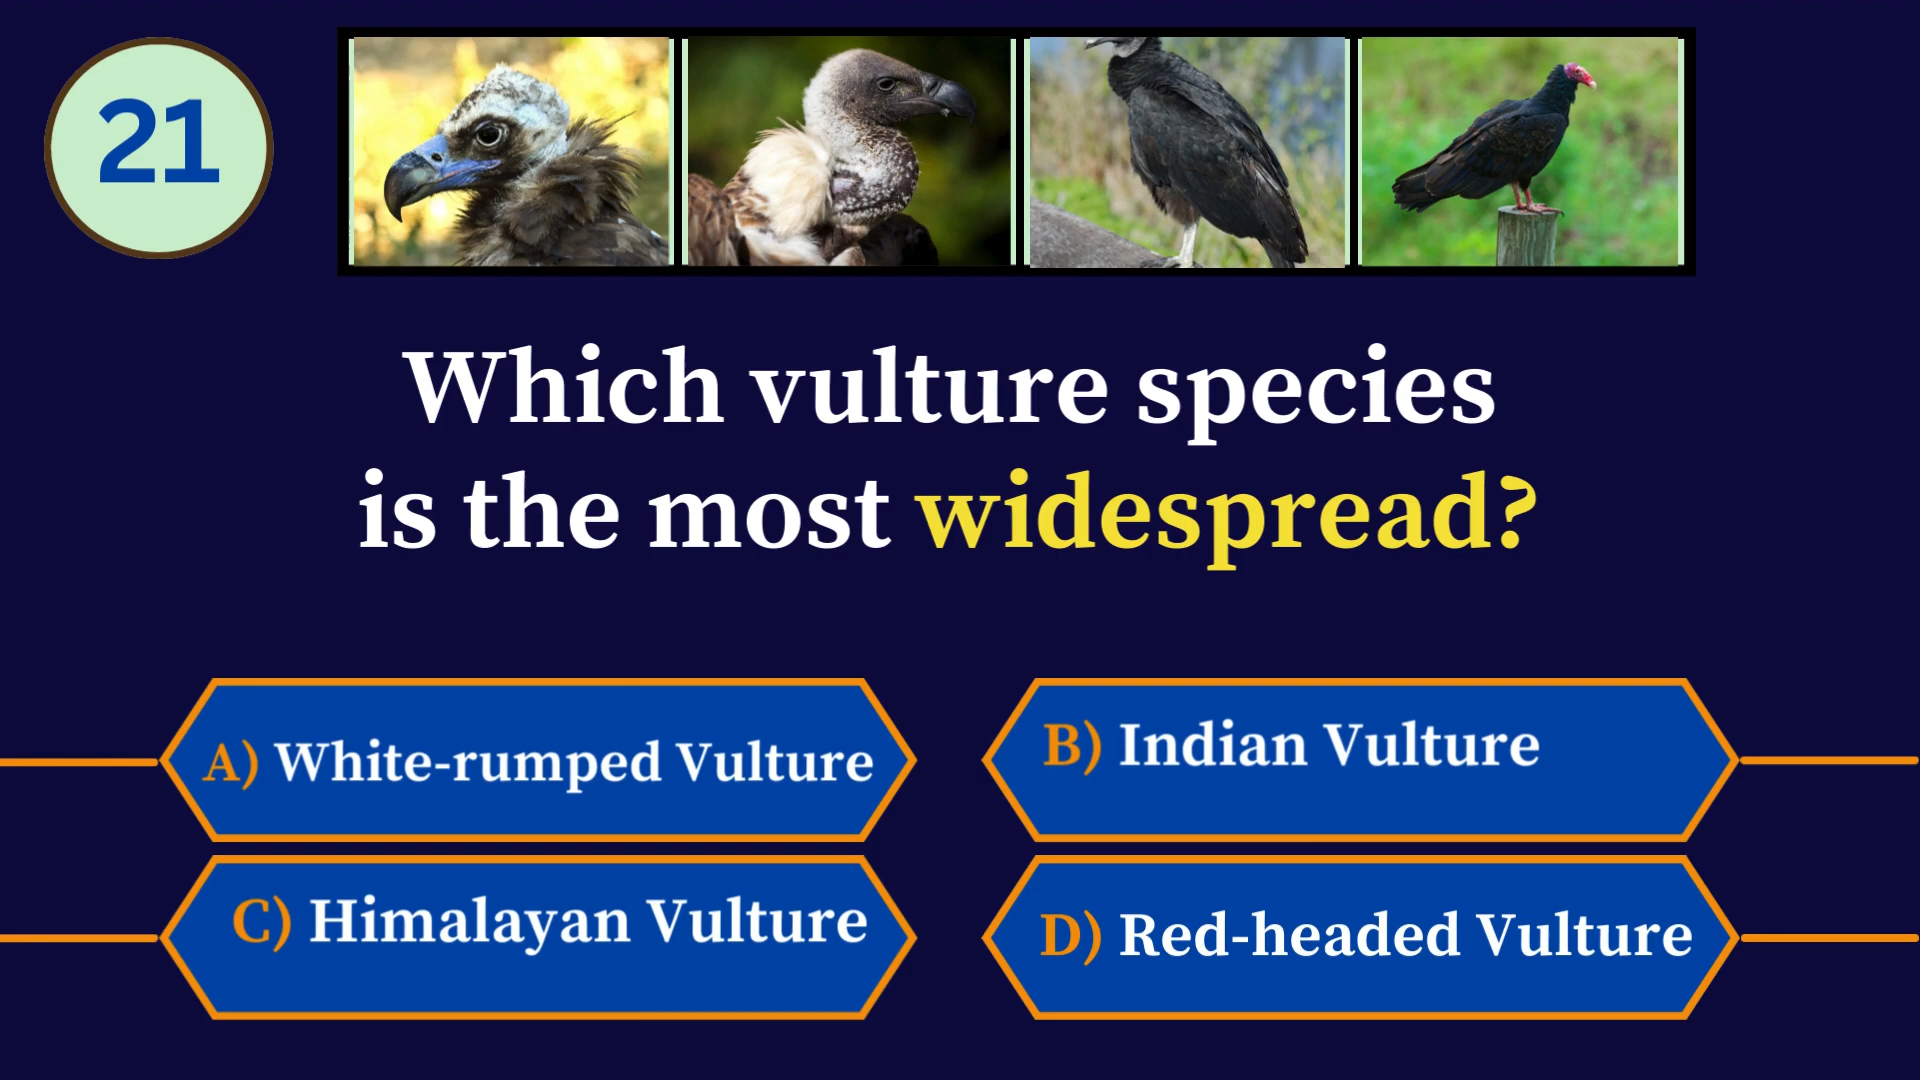 21
Which vulture species
is the most widespread?
A) White-rumped Vulture
B) Indian Vulture
C) Himalayan Vulture
D) Red-headed Vulture